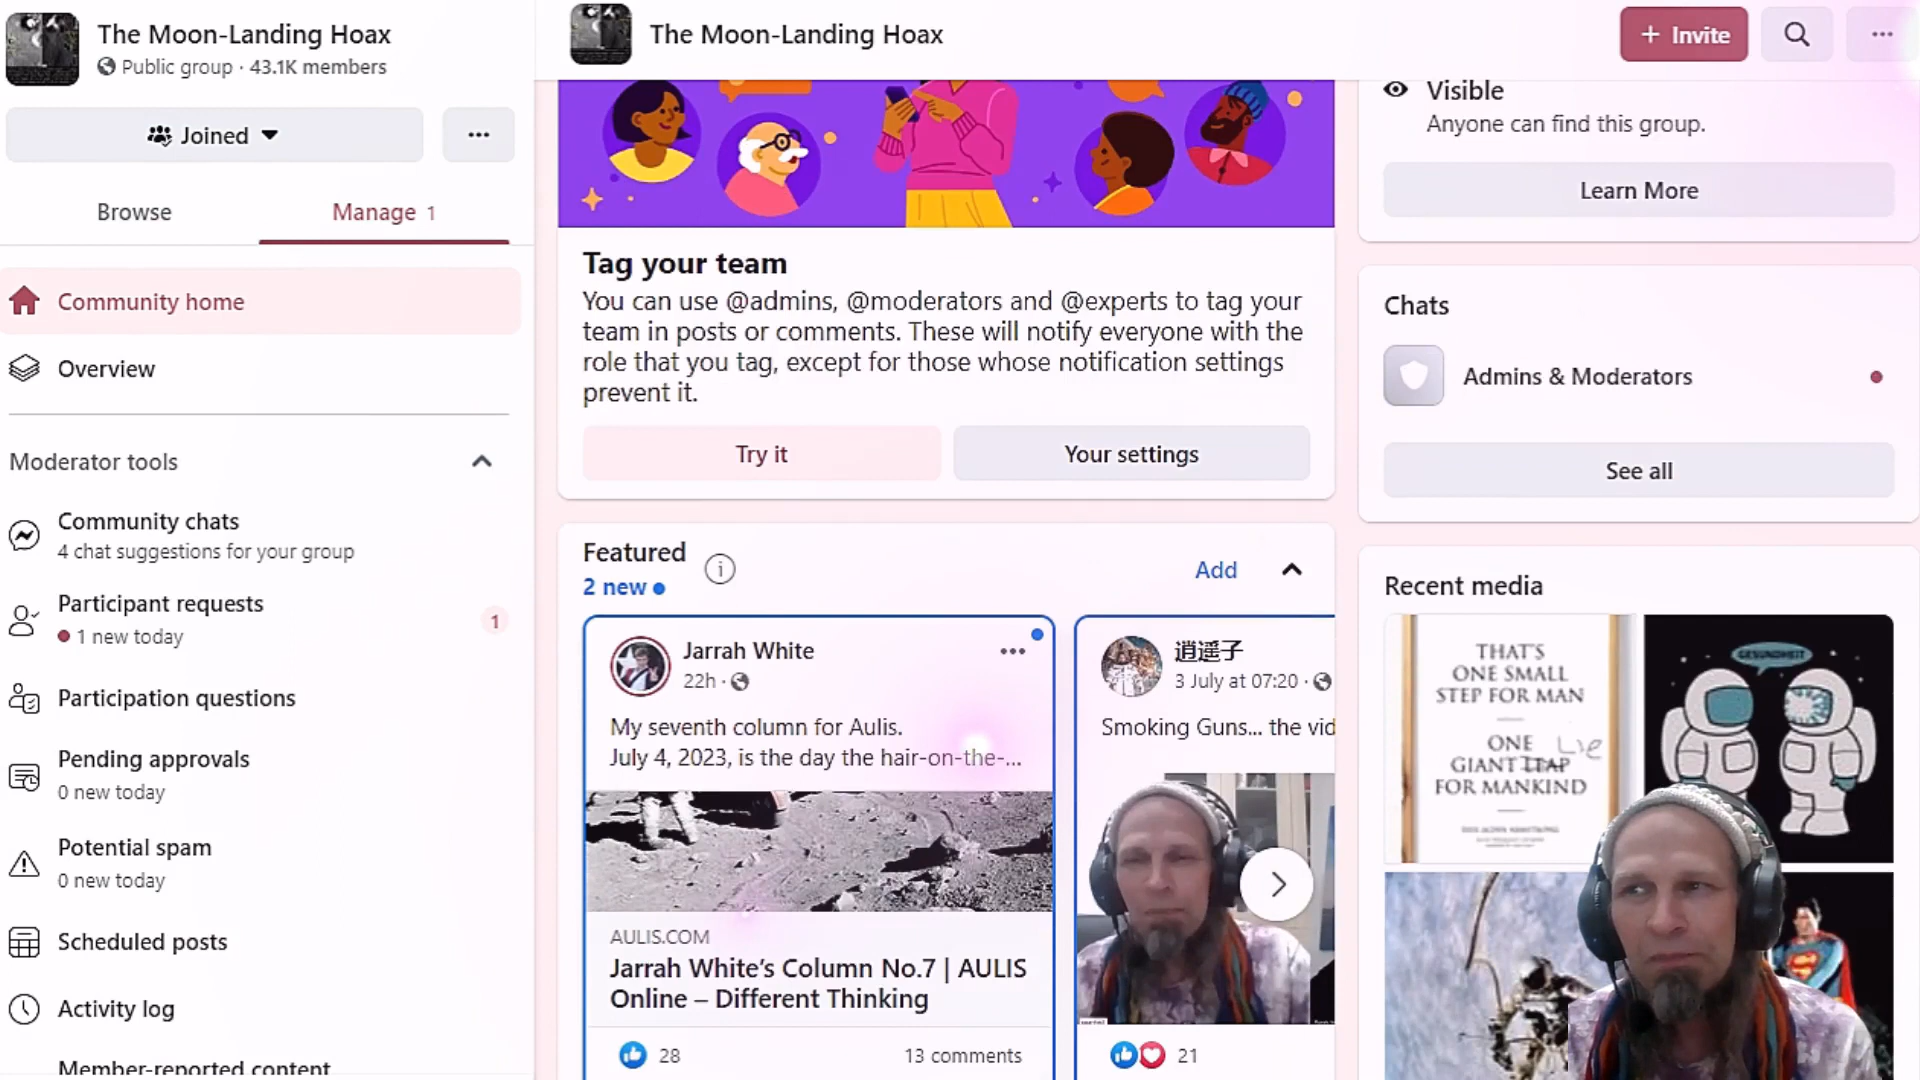 The Moon-Landing Hoax
Public group · 43.1K members
Joined
Browse
Manage 1
Community home
Overview
Moderator tools
Community chats
4 chat suggestions for your group
Participant requests
1 new today
1
Participation questions
Pending approvals
0 new today
Potential spam
0 new today
Scheduled posts
Activity log
Member-reported content
The Moon-Landing Hoax
+ Invite
Tag your team
You can use @admins, @moderators and @experts to tag your
team in posts or comments. These will notify everyone with the
role that you tag, except for those whose notification settings
prevent it.
Try it
Your settings
Featured
2 new
Add
Jarrah White
22h ·
My seventh column for Aulis.
July 4, 2023, is the day the hair-on-the-...
AULIS.COM
Jarrah White’s Column No.7 | AULIS
Online – Different Thinking
28
13 comments
逍遥子
3 July at 07:20 ·
Smoking Guns... the vid
21
Visible
Anyone can find this group.
Learn More
Chats
Admins & Moderators
See all
Recent media
THAT'S
ONE SMALL
STEP FOR MAN
ONE Lie
GIANT LEAP
FOR MANKIND
GESUNDHEIT